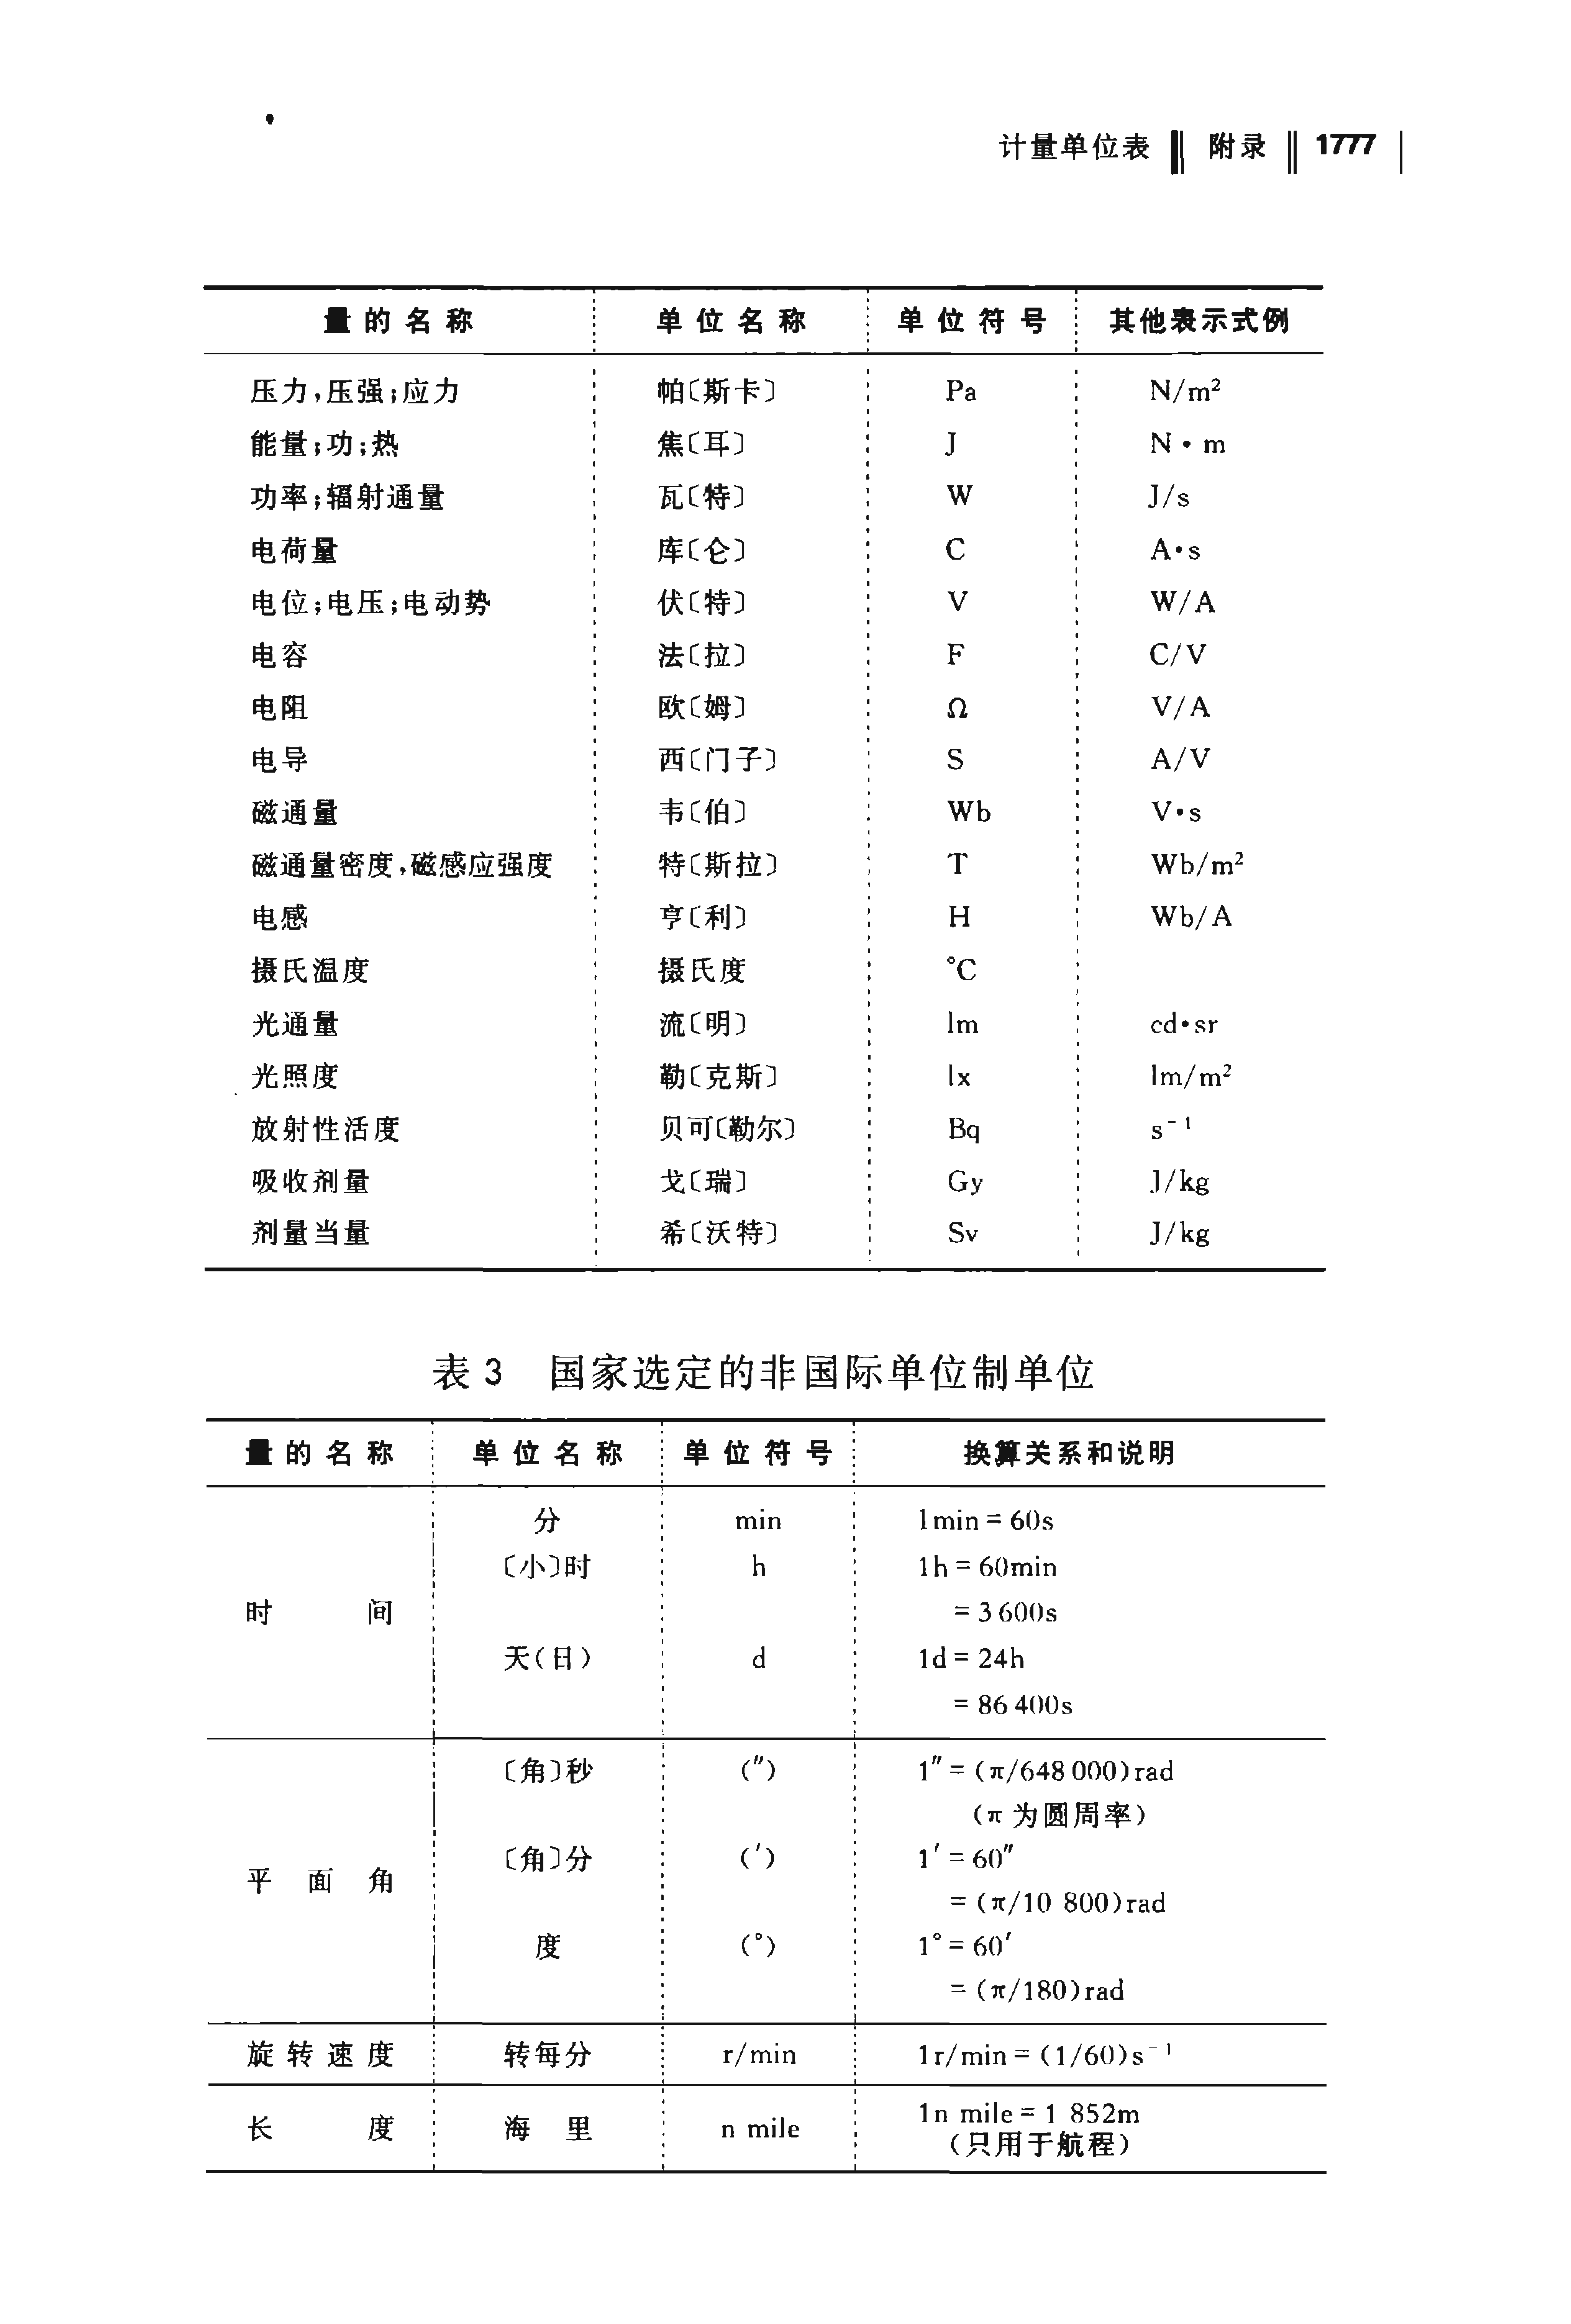 计量单位表 附录 1777
量的名称 单位名称 单位符号 其他表示式例
压力,压强;应力 帕〔斯卡〕 Pa N/m²
能量;功;热 焦〔耳〕 J N·m
功率;辐射通量 瓦〔特〕 W J/s
电荷量 库〔仑〕 C A·s
电位;电压;电动势 伏〔特〕 V W/A
电容 法〔拉〕 F C/V
电阻 欧〔姆〕 Ω V/A
电导 西〔门子〕 S A/V
磁通量 韦〔伯〕 Wb V·s
磁通量密度,磁感应强度 特〔斯拉〕 T Wb/m²
电感 亨〔利〕 H Wb/A
摄氏温度 摄氏度 ℃
光通量 流〔明〕 lm cd·sr
光照度 勒〔克斯〕 lx lm/m²
放射性活度 贝可〔勒尔〕 Bq s⁻¹
吸收剂量 戈〔瑞〕 Gy J/kg
剂量当量 希〔沃特〕 Sv J/kg
表3 国家选定的非国际单位制单位
量的名称 单位名称 单位符号 换算关系和说明
分 min 1min=60s
〔小〕时 h 1h=60min
时间 =3 600s
天(日) d 1d=24h
=86 400s
〔角〕秒 (″) 1″=(π/648 000)rad
(π为圆周率)
〔角〕分 (′) 1′=60″
平面角
=(π/10 800)rad
度 (°) 1°=60′
=(π/180)rad
旋转速度 转每分 r/min 1r/min=(1/60)s⁻¹
长度 海里 n mile 1n mile=1 852m
(只用于航程)